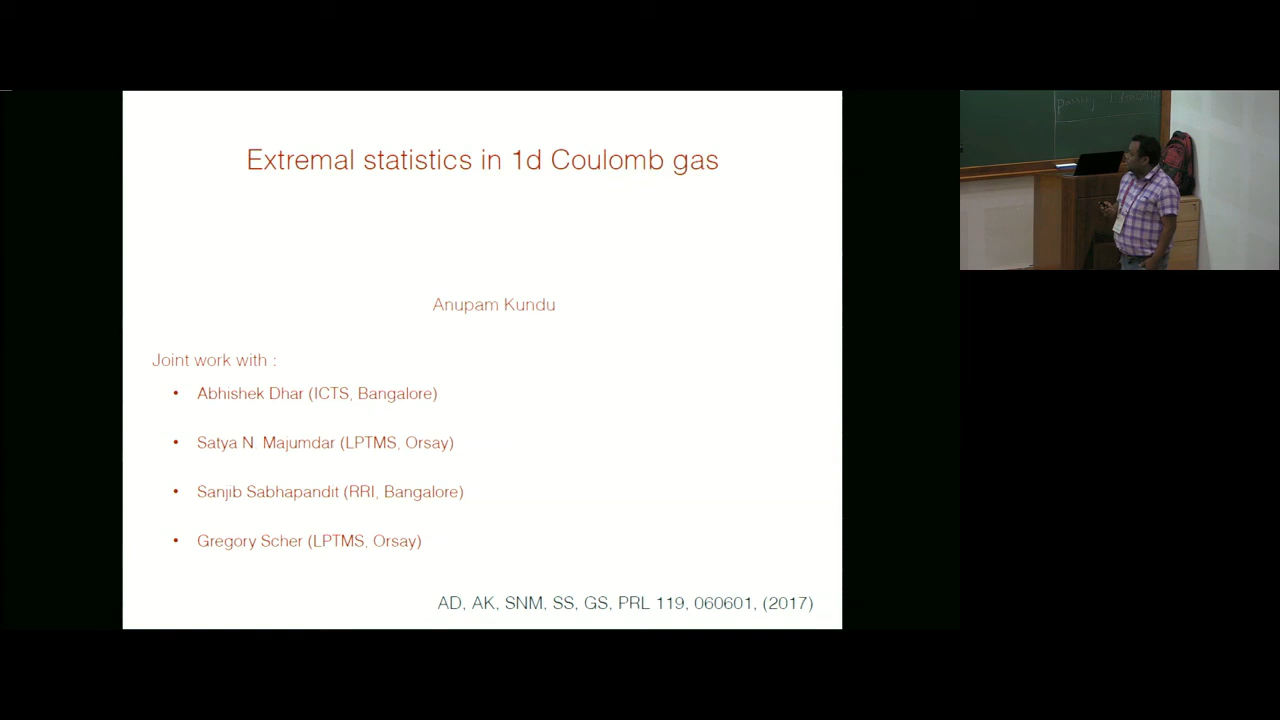 Extremal statistics in 1d Coulomb gas
Anupam Kundu
Joint work with :
• Abhishek Dhar (ICTS, Bangalore)
• Satya N. Majumdar (LPTMS, Orsay)
• Sanjib Sabhapandit (RRI, Bangalore)
• Gregory Scher (LPTMS, Orsay)
AD, AK, SNM, SS, GS, PRL 119, 060601, (2017)